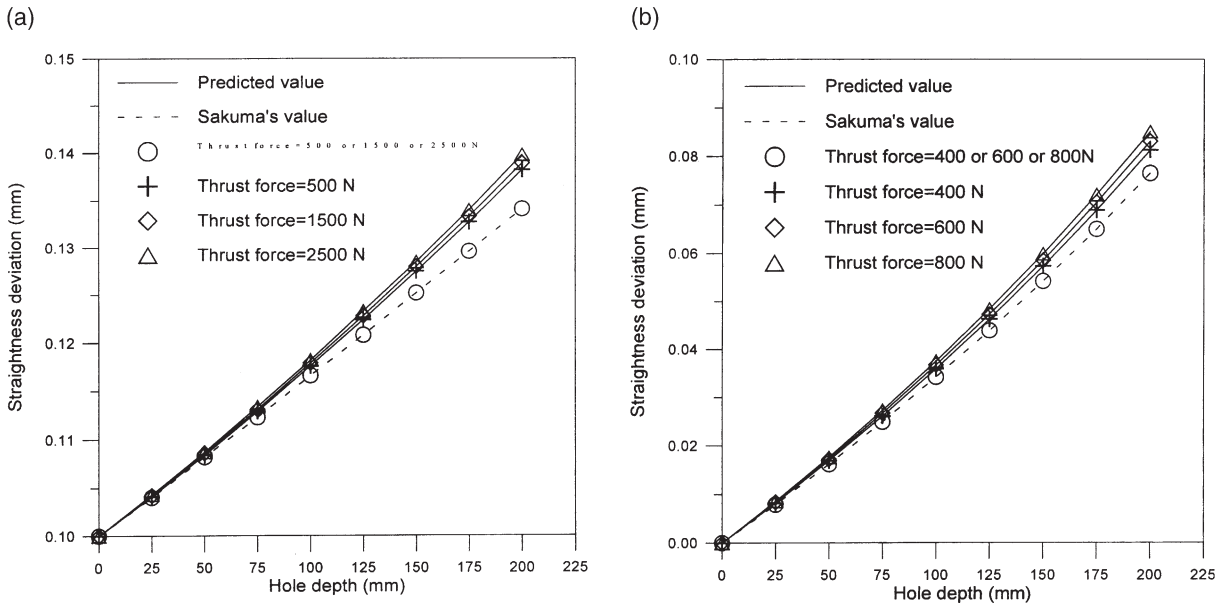 (a)
0.15
0.14
0.13
0.12
0.11
0.10
Straightness deviation (mm)
Predicted value
Sakuma's value
Thrust force=500 or 1500 or 2500N
Thrust force=500 N
Thrust force=1500 N
Thrust force=2500 N
0 25 50 75 100 125 150 175 200 225
Hole depth (mm)
(b)
0.10
0.08
0.06
0.04
0.02
0.00
Straightness deviation (mm)
Predicted value
Sakuma's value
Thrust force=400 or 600 or 800N
Thrust force=400 N
Thrust force=600 N
Thrust force=800 N
0 25 50 75 100 125 150 175 200 225
Hole depth (mm)